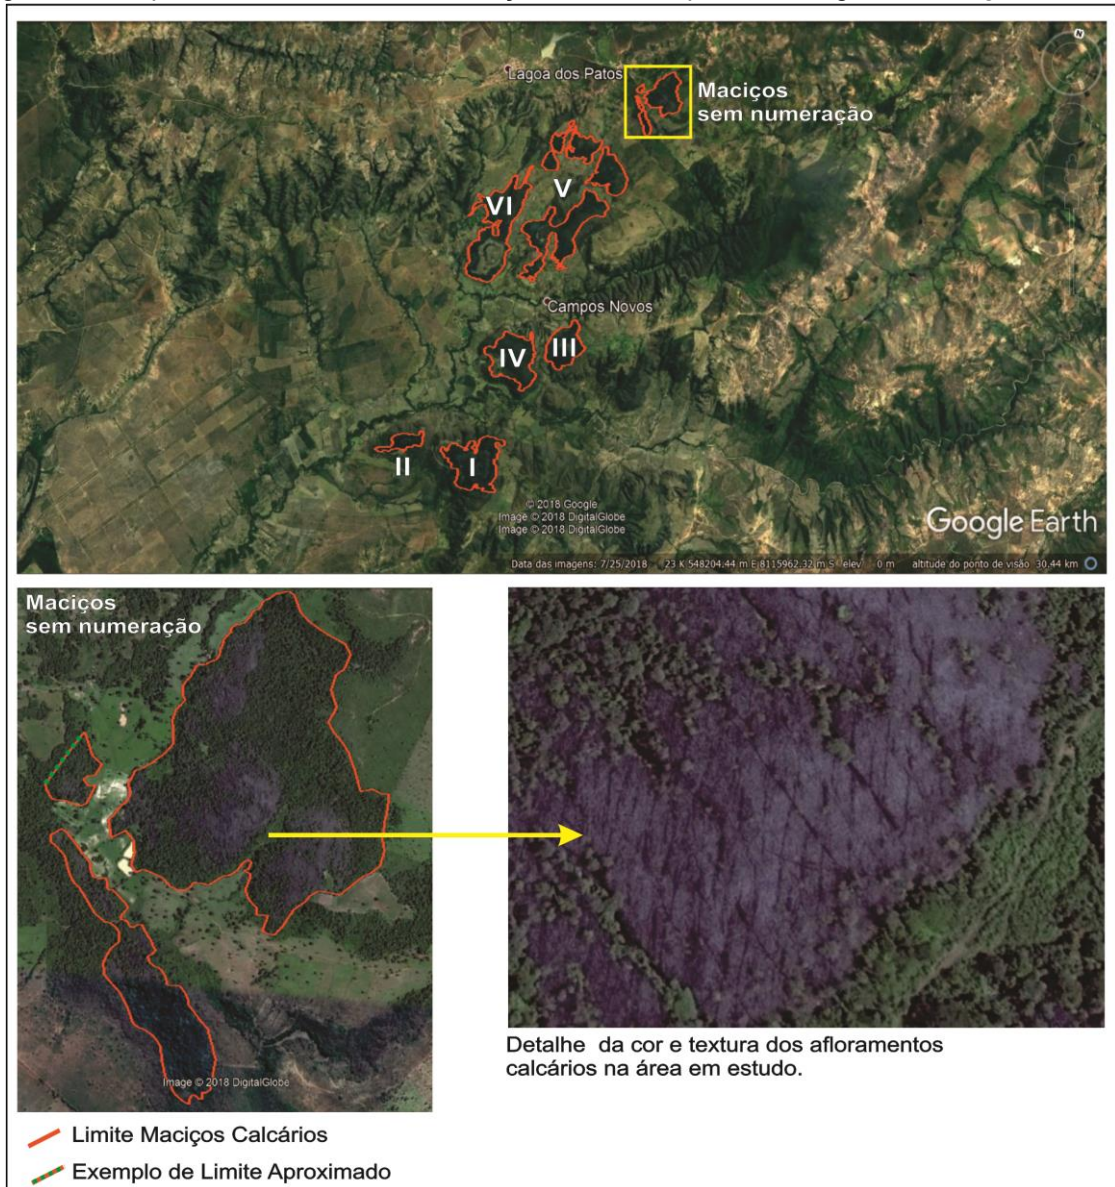 Lagoa dos Patos
Maciços
sem numeração
V
VI
Campos Novos
IV
III
II
I
© 2018 Google
Image © 2018 DigitalGlobe
Image © 2018 DigitalGlobe
Google Earth
Data das imagens: 7/25/2018 23 K 548204.44 m E 8115962.32 m S elev 0 m altitude do ponto de visão 30.44 km
Maciços
sem numeração
Image © 2018 DigitalGlobe
Detalhe da cor e textura dos afloramentos
calcários na área em estudo.
Limite Maciços Calcários
Exemplo de Limite Aproximado